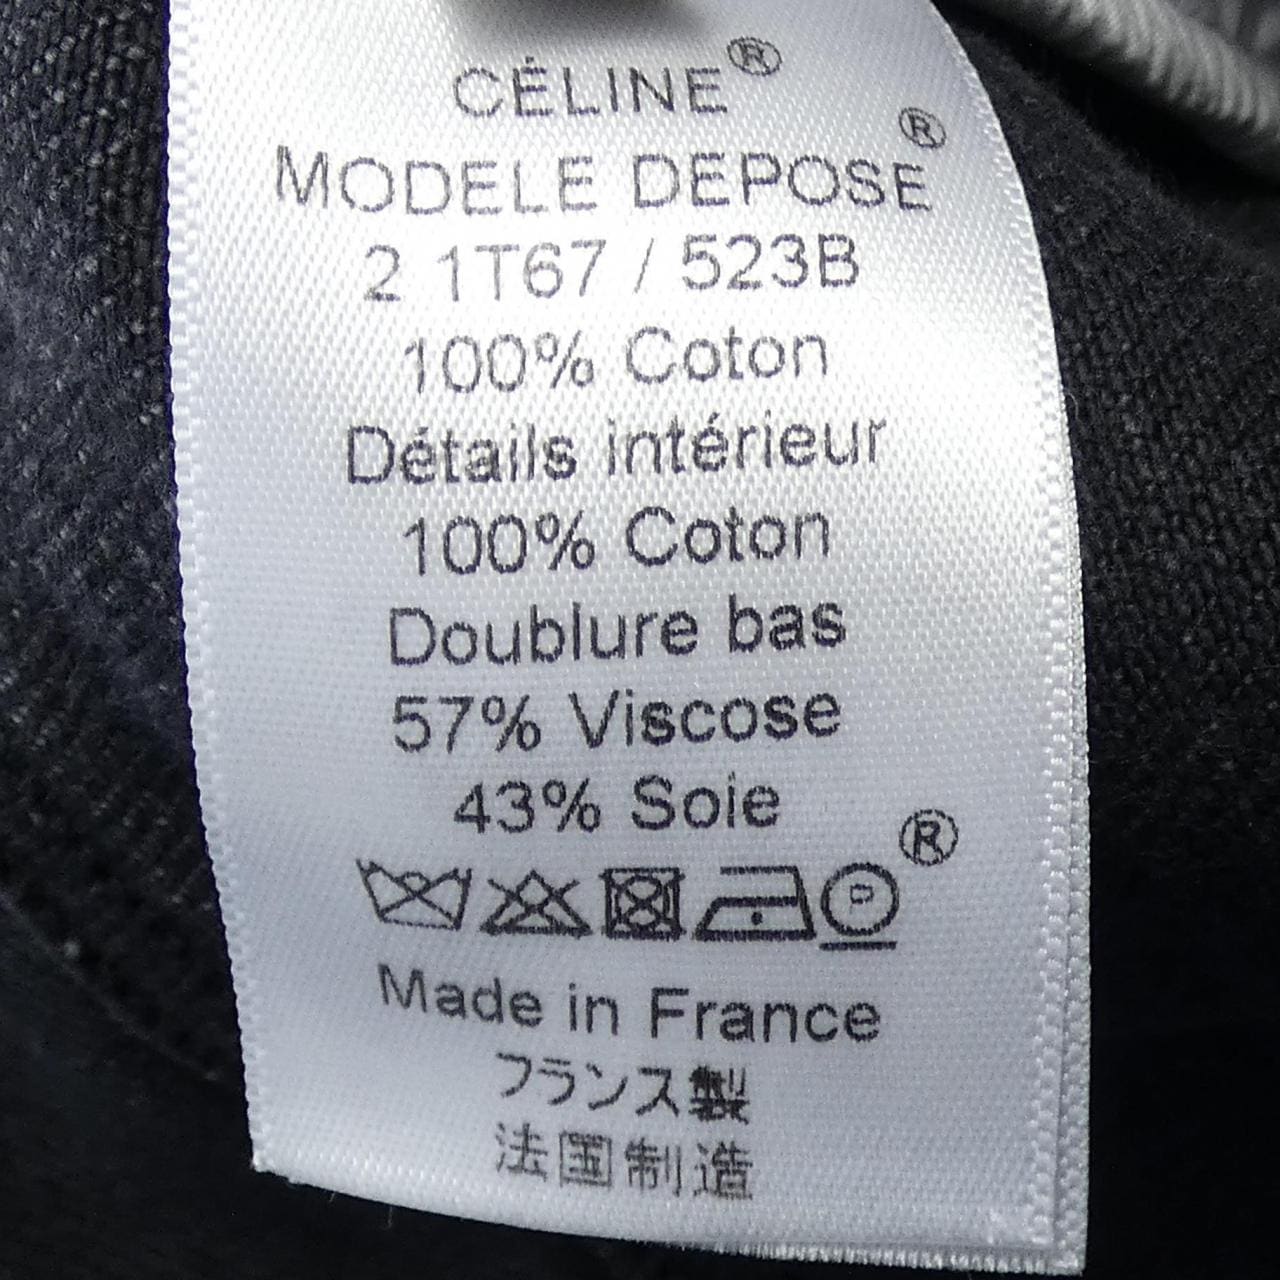 CÉLINE®
MODELE DEPOSE®
2 1T67 / 523B
100% Coton
Détails intérieur
100% Coton
Doublure bas
57% Viscose
43% Soie
P ®
Made in France
フランス製
法国制造